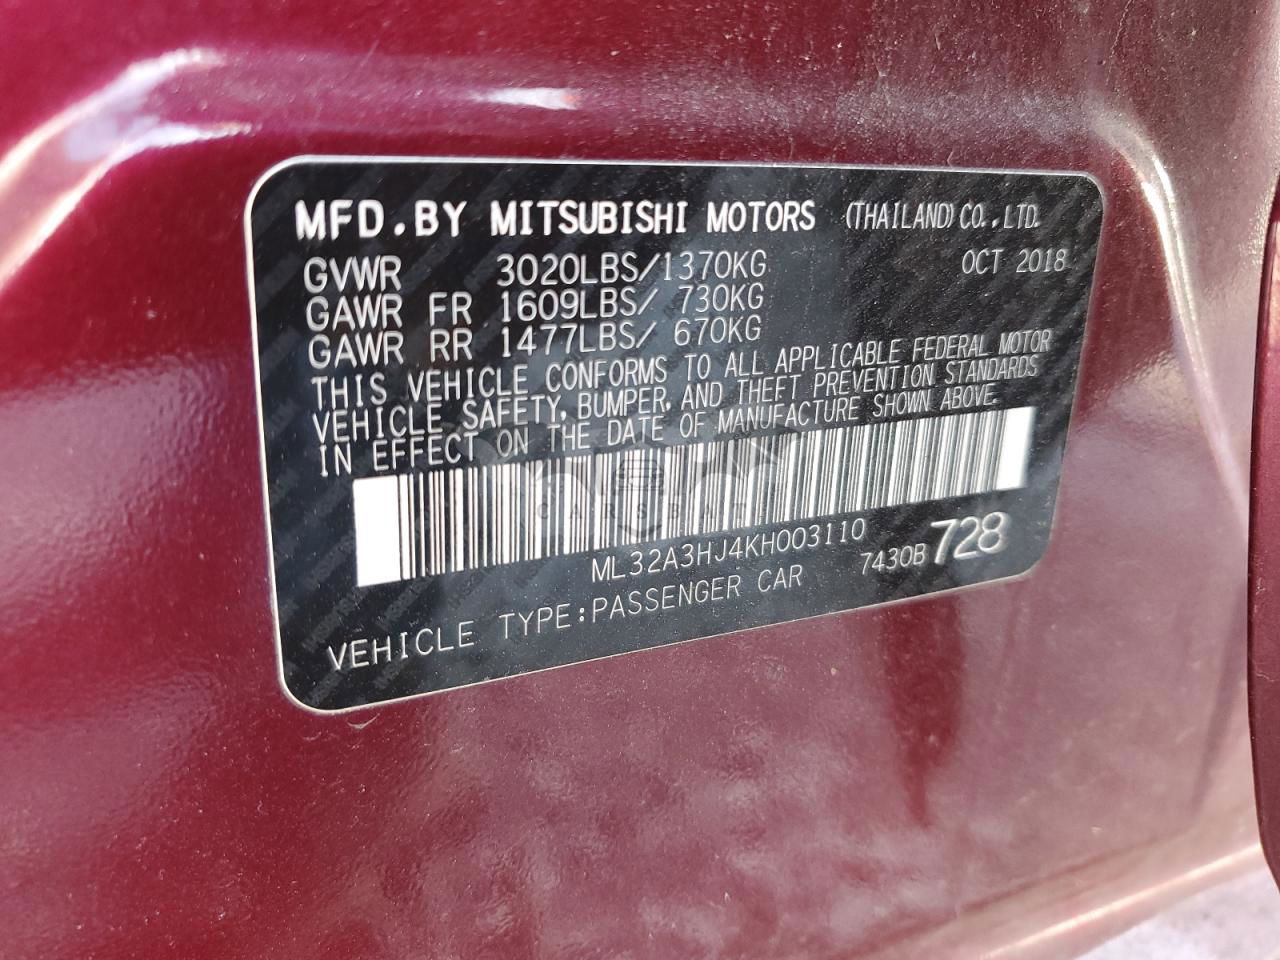 MFD.BY MITSUBISHI MOTORS (THAILAND) CO.,LTD.
GVWR 3020LBS/1370KG OCT 2018
GAWR FR 1609LBS/ 730KG
GAWR RR 1477LBS/ 670KG
THIS VEHICLE CONFORMS TO ALL APPLICABLE FEDERAL MOTOR
VEHICLE SAFETY, BUMPER, AND THEFT PREVENTION STANDARDS
IN EFFECT ON THE DATE OF MANUFACTURE SHOWN ABOVE.
CARSBAT
ML32A3HJ4KH003110
VEHICLE TYPE:PASSENGER CAR 7430B 728